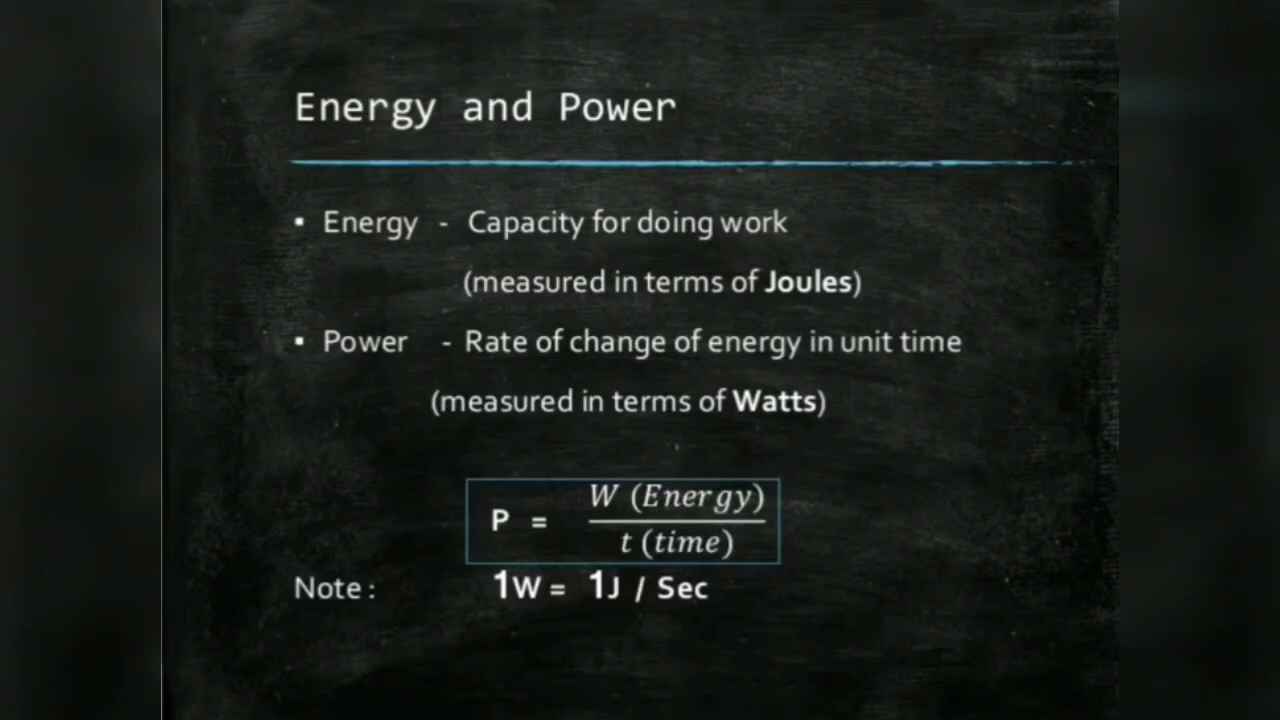 Energy and Power
▪ Energy - Capacity for doing work
(measured in terms of Joules)
▪ Power - Rate of change of energy in unit time
(measured in terms of Watts)
P = W (Energy) / t (time)
Note : 1W = 1J / Sec